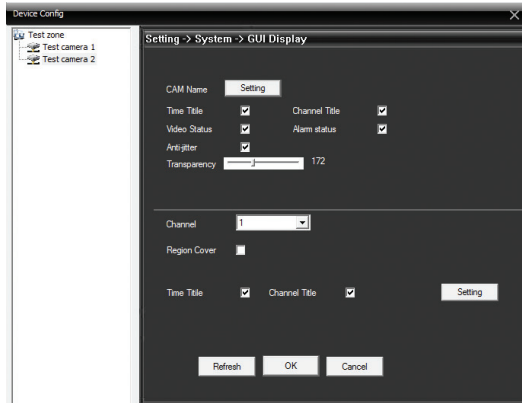 Device Config
Test zone
Test camera 1
Test camera 2
Setting -> System -> GUI Display
CAM Name Setting
Time Titile Channel Title
Video Status Alarm status
Anti-jitter
Transparency 172
Channel 1
Region Cover
Time Titile Channel Title Setting
Refresh OK Cancel